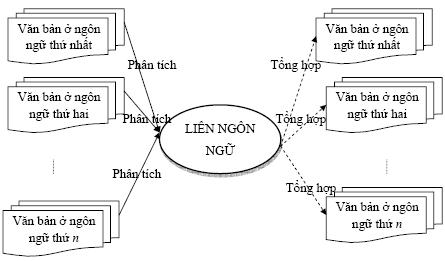 Văn bản ở ngôn
ngữ thứ nhất
Văn bản ở ngôn
ngữ thứ nhất
Phân tích
Tổng hợp
Văn bản ở ngôn
ngữ thứ hai
Văn bản ở ngôn
ngữ thứ hai
Phân tích
Tổng hợp
LIÊN NGÔN
NGỮ
Phân tích
Tổng hợp
Văn bản ở ngôn
ngữ thứ n
Văn bản ở ngôn
ngữ thứ n